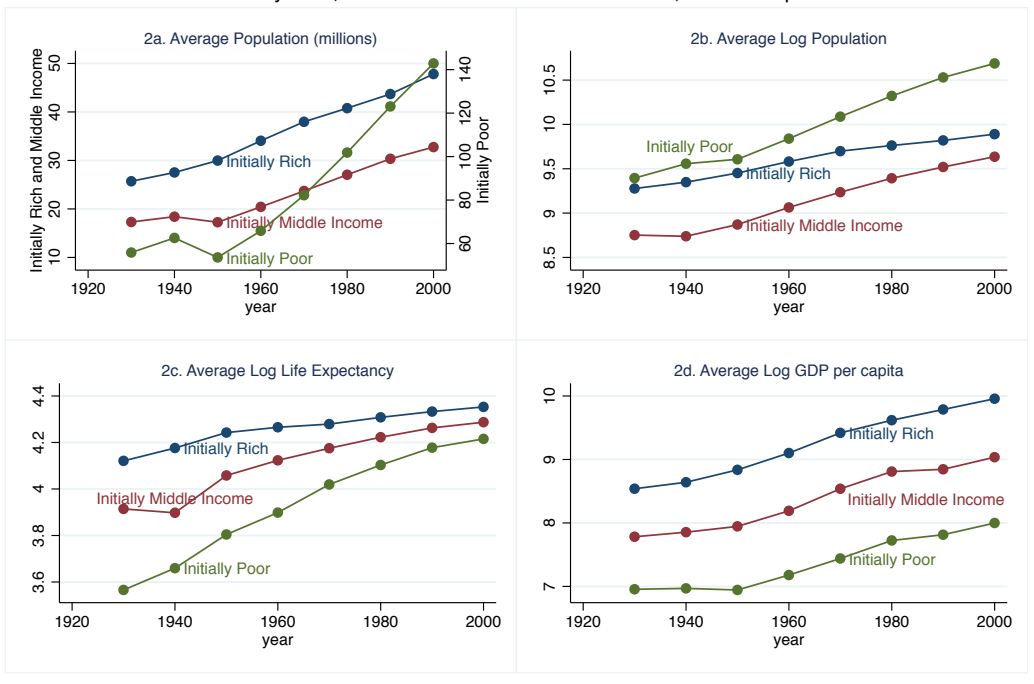 2a. Average Population (millions)
Initially Rich and Middle Income
50
40
30
20
10
140
120
100
80
60
Initially Poor
Initially Rich
Initially Middle Income
Initially Poor
1920 1940 1960 1980 2000
year
2b. Average Log Population
10.5
10
9.5
9
8.5
Initially Poor
Initially Rich
Initially Middle Income
1920 1940 1960 1980 2000
year
2c. Average Log Life Expectancy
4.4
4.2
4
3.8
3.6
Initially Rich
Initially Middle Income
Initially Poor
1920 1940 1960 1980 2000
year
2d. Average Log GDP per capita
10
9
8
7
Initially Rich
Initially Middle Income
Initially Poor
1920 1940 1960 1980 2000
year